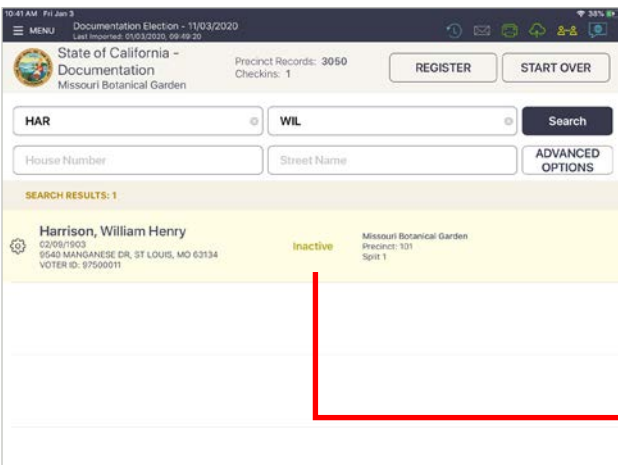 10:41 AM Fri Jan 3
38%
MENU
Documentation Election - 11/03/2020
Last Imported: 01/03/2020, 09:49:20
State of California -
Documentation
Missouri Botanical Garden
Precinct Records: 3050
Checkins: 1
REGISTER
START OVER
HAR
WIL
Search
House Number
Street Name
ADVANCED
OPTIONS
SEARCH RESULTS: 1
Harrison, William Henry
02/09/1903
9540 MANGANESE DR, ST LOUIS, MO 63134
VOTER ID: 97500011
Inactive
Missouri Botanical Garden
Precinct: 101
Split 1